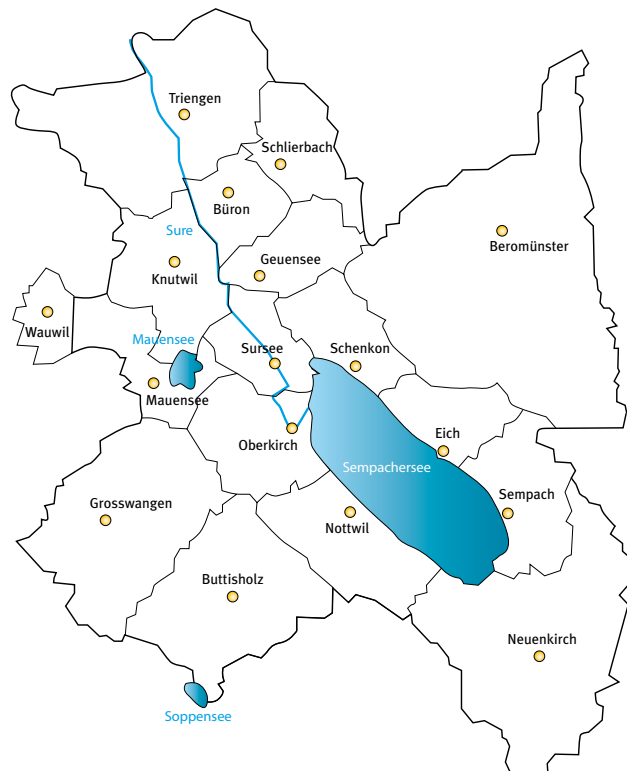 Triengen
Schlierbach
Büron
Sure
Beromünster
Geuensee
Knutwil
Wauwil
Mauensee
Sursee
Schenkon
Mauensee
Oberkirch
Eich
Sempachersee
Grosswangen
Sempach
Nottwil
Buttisholz
Neuenkirch
Soppensee